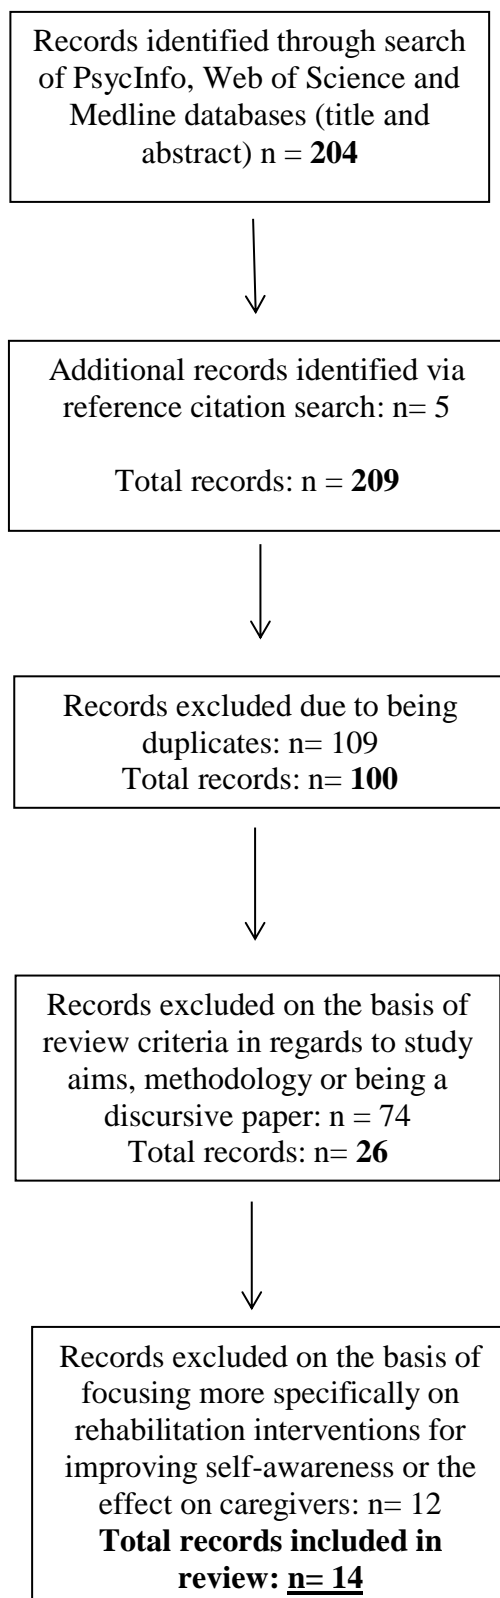 Records identified through search
of PsycInfo, Web of Science and
Medline databases (title and
abstract) n = 204
Additional records identified via
reference citation search: n= 5
Total records: n = 209
Records excluded due to being
duplicates: n= 109
Total records: n= 100
Records excluded on the basis of
review criteria in regards to study
aims, methodology or being a
discursive paper: n = 74
Total records: n= 26
Records excluded on the basis of
focusing more specifically on
rehabilitation interventions for
improving self-awareness or the
effect on caregivers: n= 12
Total records included in
review: n= 14